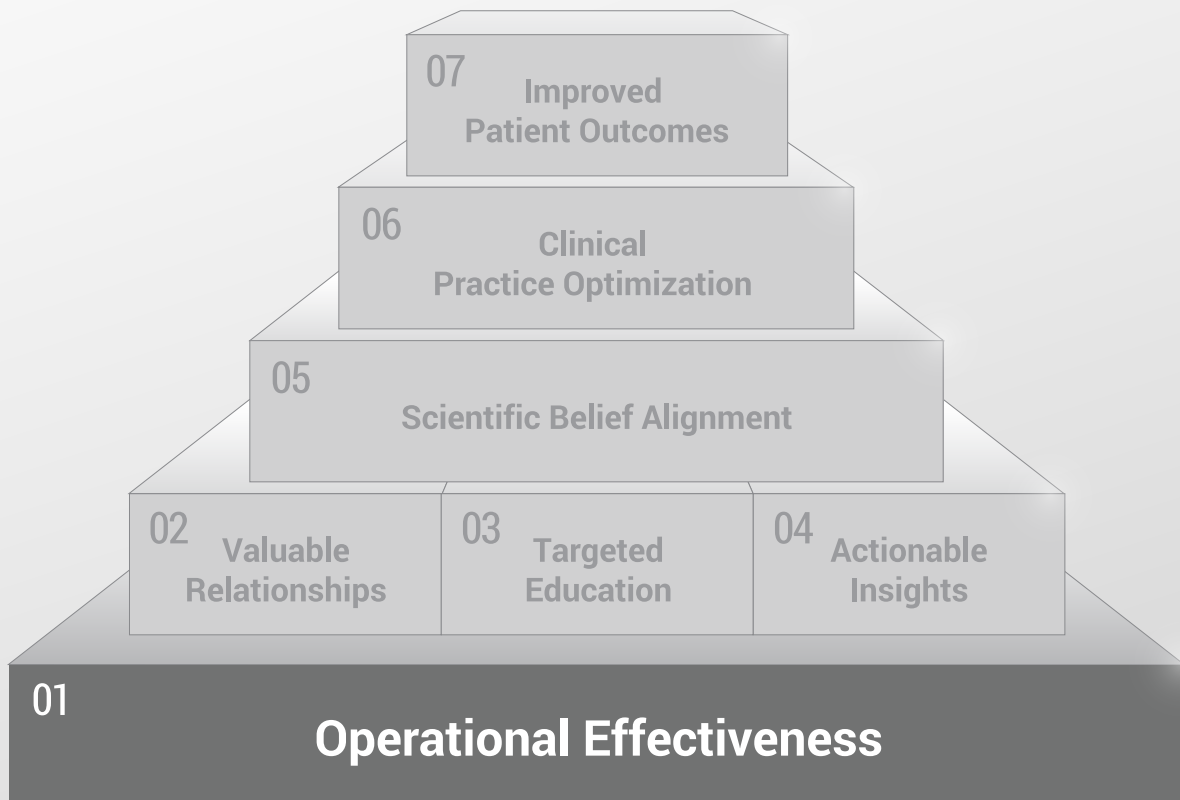 07
Improved
Patient Outcomes
06
Clinical
Practice Optimization
05
Scientific Belief Alignment
02
Valuable
Relationships
03
Targeted
Education
04
Actionable
Insights
01
Operational Effectiveness